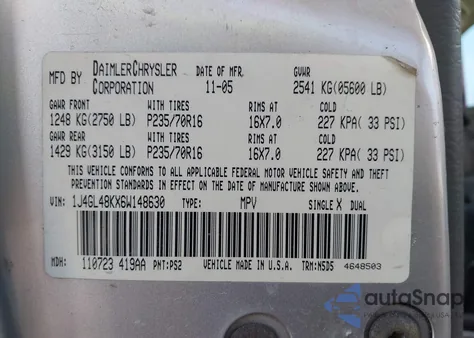 MFD BY DAIMLERCHRYSLER CORPORATION DATE OF MFR. 11-05 GVWR 2541 KG(05600 LB)
GAWR FRONT WITH TIRES RIMS AT COLD
1248 KG(2750 LB) P235/70R16 16X7.0 227 KPA( 33 PSI)
GAWR REAR WITH TIRES RIMS AT COLD
1429 KG(3150 LB) P235/70R16 16X7.0 227 KPA( 33 PSI)
THIS VEHICLE CONFORMS TO ALL APPLICABLE FEDERAL MOTOR VEHICLE SAFETY AND THEFT
PREVENTION STANDARDS IN EFFECT ON THE DATE OF MANUFACTURE SHOWN ABOVE.
VIN: 1J4GL48KX6W148630 TYPE: MPV SINGLE X DUAL
MDH: 110723 419AA PNT:PS2 VEHICLE MADE IN U.S.A. TRM:N5D5 4648503
autoSnap